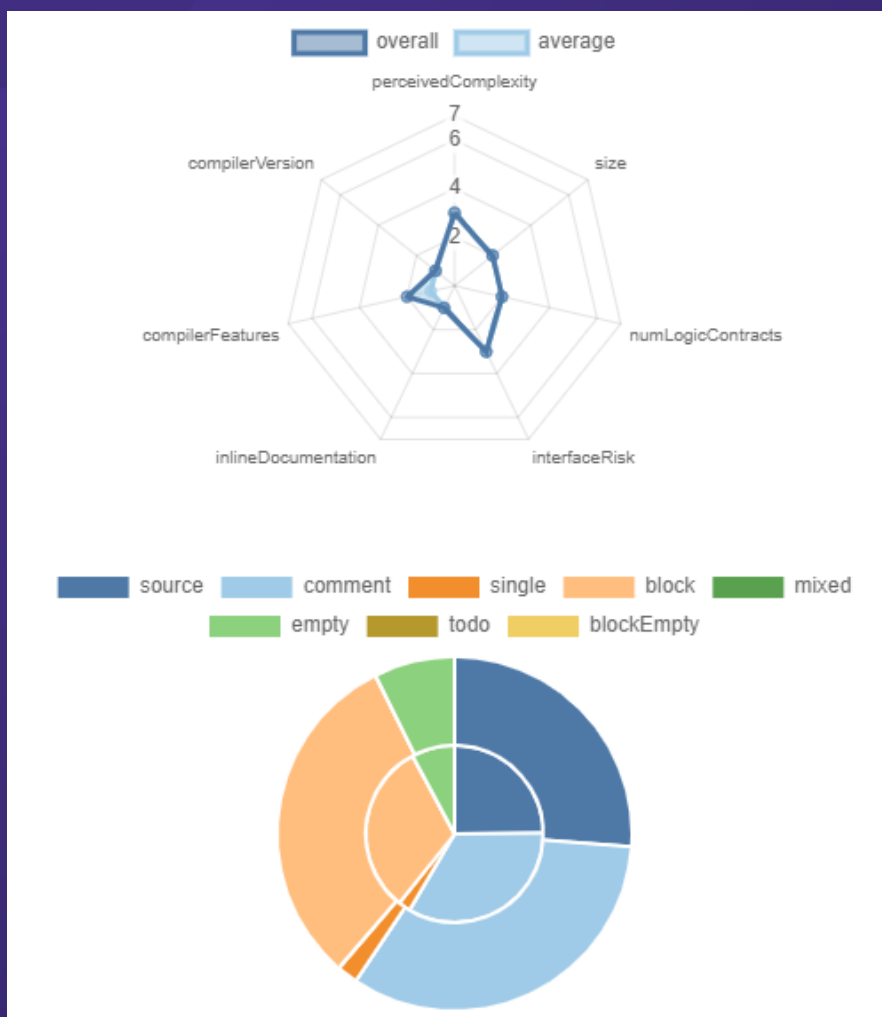 overall average
perceivedComplexity
7
6
compilerVersion size
4
2
compilerFeatures numLogicContracts
inlineDocumentation interfaceRisk
source comment single block mixed
empty todo blockEmpty